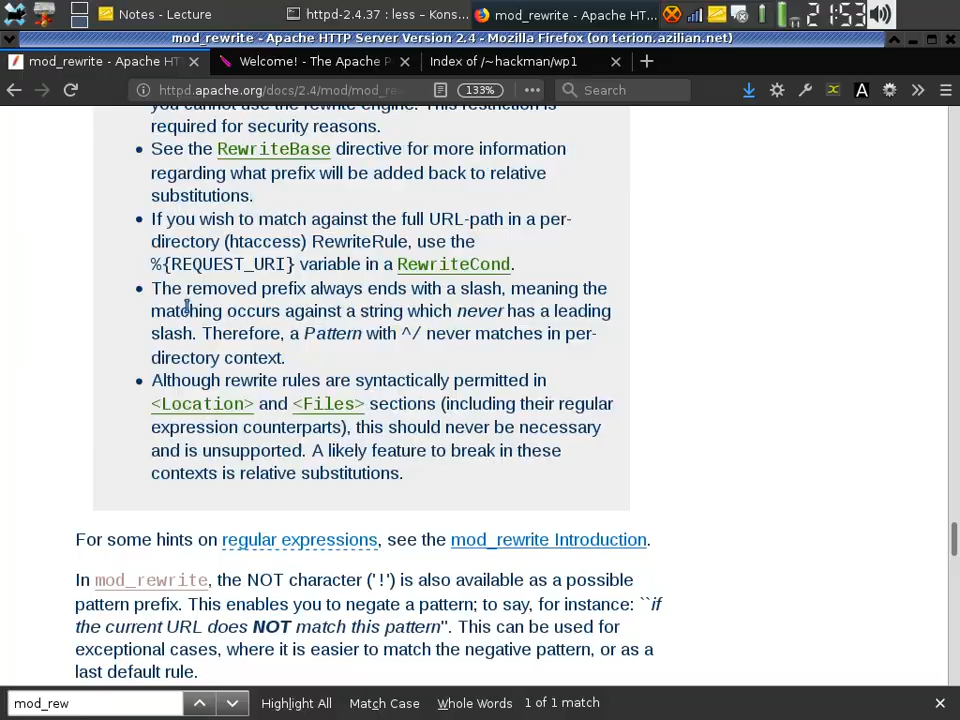 Notes - Literature
httpd-2.4.37 : less – Kons...
mod_rewrite - Apache HT...
21:53
mod_rewrite - Apache HTTP Server Version 2.4 - Mozilla Firefox (on terion.azilian.net)
mod_rewrite - Apache HT
Welcome! - The Apache P
Index of /~hackman/wp1
httpd.apache.org/docs/2.4/mod/mod_re
133%
Search
you cannot use the rewrite engine. This restriction is
required for security reasons.
See the RewriteBase directive for more information
regarding what prefix will be added back to relative
substitutions.
If you wish to match against the full URL-path in a per-
directory (htaccess) RewriteRule, use the
%{REQUEST_URI} variable in a RewriteCond.
The removed prefix always ends with a slash, meaning the
matching occurs against a string which never has a leading
slash. Therefore, a Pattern with ^/ never matches in per-
directory context.
Although rewrite rules are syntactically permitted in
<Location> and <Files> sections (including their regular
expression counterparts), this should never be necessary
and is unsupported. A likely feature to break in these
contexts is relative substitutions.
For some hints on regular expressions, see the mod_rewrite Introduction.
In mod_rewrite, the NOT character ('!') is also available as a possible
pattern prefix. This enables you to negate a pattern; to say, for instance: ``if
the current URL does NOT match this pattern''. This can be used for
exceptional cases, where it is easier to match the negative pattern, or as a
last default rule.
mod_rew
Highlight All
Match Case
Whole Words
1 of 1 match